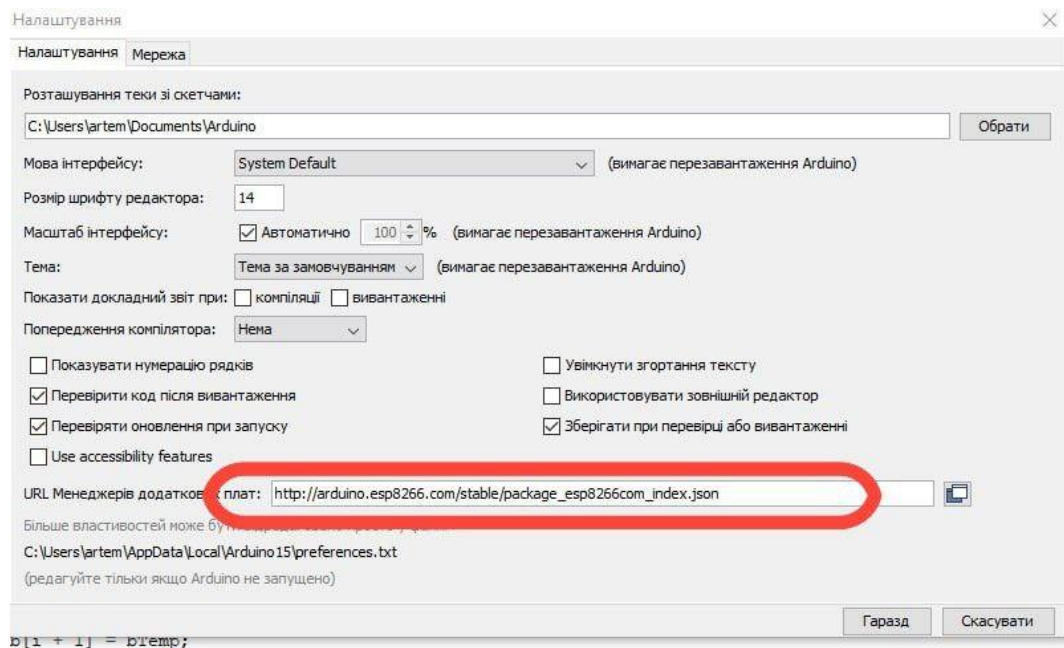 Налаштування
Налаштування Мережа
Розташування теки зі скетчами:
C:\Users\artem\Documents\Arduino Обрати
Мова інтерфейсу: System Default (вимагає перезавантаження Arduino)
Розмір шрифту редактора: 14
Масштаб інтерфейсу: Автоматично 100 % (вимагає перезавантаження Arduino)
Тема: Тема за замовчуванням (вимагає перезавантаження Arduino)
Показати докладний звіт при: компіляції вивантаженні
Попередження компілятора: Нема
Показувати нумерацію рядків Увімкнути згортання тексту
Перевірити код після вивантаження Використовувати зовнішній редактор
Перевіряти оновлення при запуску Зберігати при перевірці або вивантаженні
Use accessibility features
URL Менеджерів додаткових плат: http://arduino.esp8266.com/stable/package_esp8266com_index.json
Більше властивостей може
C:\Users\artem\AppData\Local\Arduino15\preferences.txt
(редагуйте тільки якщо Arduino не запущено)
Гаразд Скасувати
b[i + 1] = bTemp;